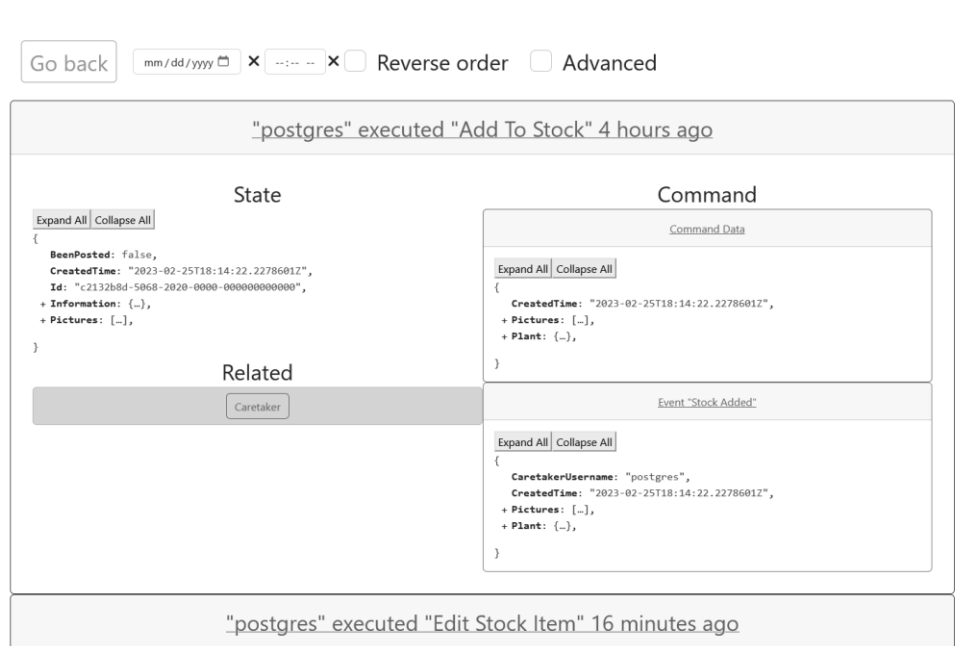 Go back mm/dd/yyyy × --:-- -- × Reverse order Advanced
"postgres" executed "Add To Stock" 4 hours ago
State
Expand All Collapse All
{
BeenPosted: false,
CreatedTime: "2023-02-25T18:14:22.2278601Z",
Id: "c2132b8d-5068-2020-0000-000000000000",
+ Information: {…},
+ Pictures: […],
}
Related
Caretaker
Command
Command Data
Expand All Collapse All
{
CreatedTime: "2023-02-25T18:14:22.2278601Z",
+ Pictures: […],
+ Plant: {…},
}
Event "Stock Added"
Expand All Collapse All
{
CaretakerUsername: "postgres",
CreatedTime: "2023-02-25T18:14:22.2278601Z",
+ Pictures: […],
+ Plant: {…},
}
"postgres" executed "Edit Stock Item" 16 minutes ago